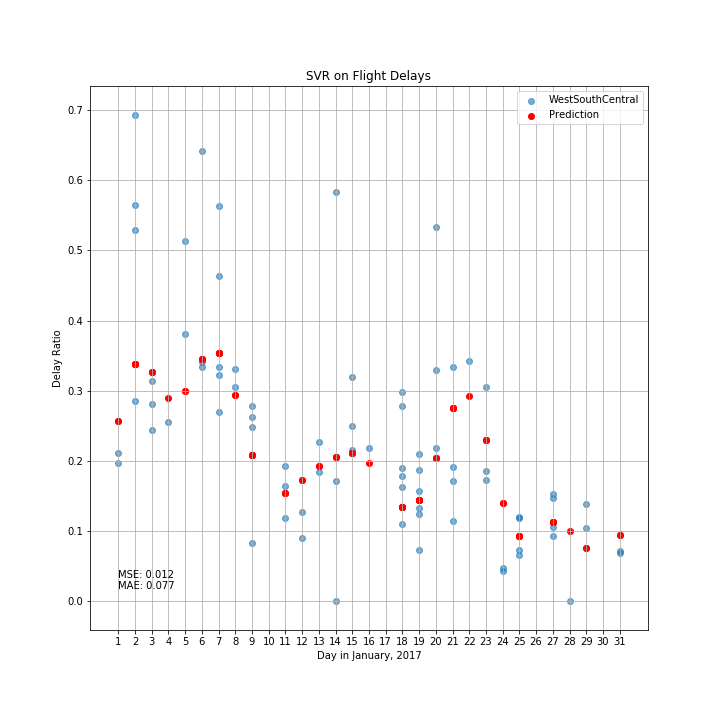 SVR on Flight Delays
WestSouthCentral
Prediction
Delay Ratio
0.7
0.6
0.5
0.4
0.3
0.2
0.1
0.0
MSE: 0.012
MAE: 0.077
1 2 3 4 5 6 7 8 9 10 11 12 13 14 15 16 17 18 19 20 21 22 23 24 25 26 27 28 29 30 31
Day in January, 2017